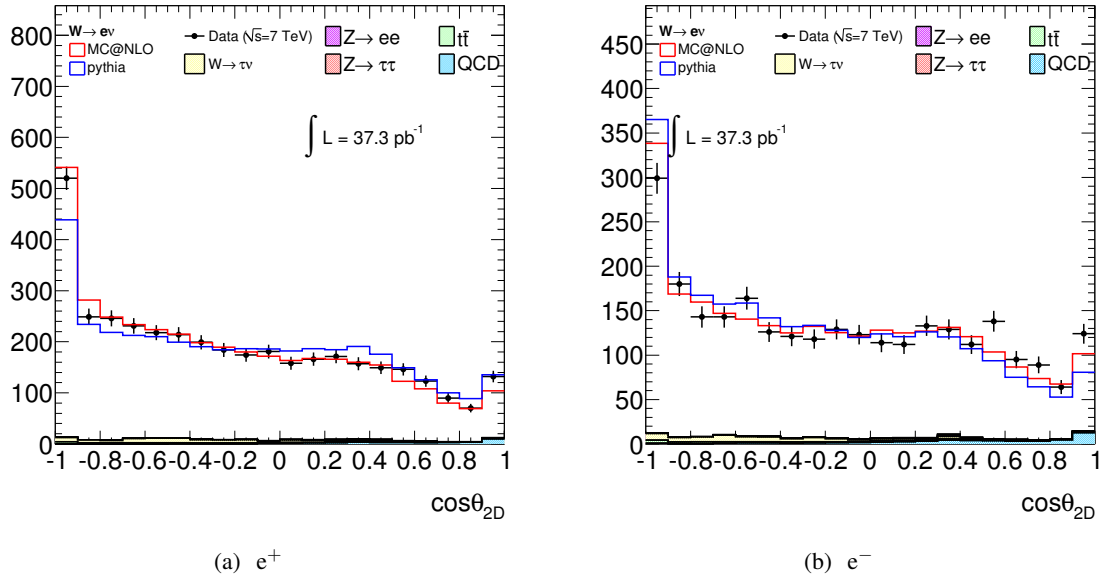 W→ eν
MC@NLO
pythia
Data (√s=7 TeV)
W→ τν
Z→ ee
Z→ ττ
tt̄
QCD
∫ L = 37.3 pb⁻¹
800
700
600
500
400
300
200
100
0
-1 -0.8 -0.6 -0.4 -0.2 0 0.2 0.4 0.6 0.8 1
cosθ₂D
(a) e⁺
W→ eν
MC@NLO
pythia
Data (√s=7 TeV)
W→ τν
Z→ ee
Z→ ττ
tt̄
QCD
∫ L = 37.3 pb⁻¹
450
400
350
300
250
200
150
100
50
0
-1 -0.8 -0.6 -0.4 -0.2 0 0.2 0.4 0.6 0.8 1
cosθ₂D
(b) e⁻